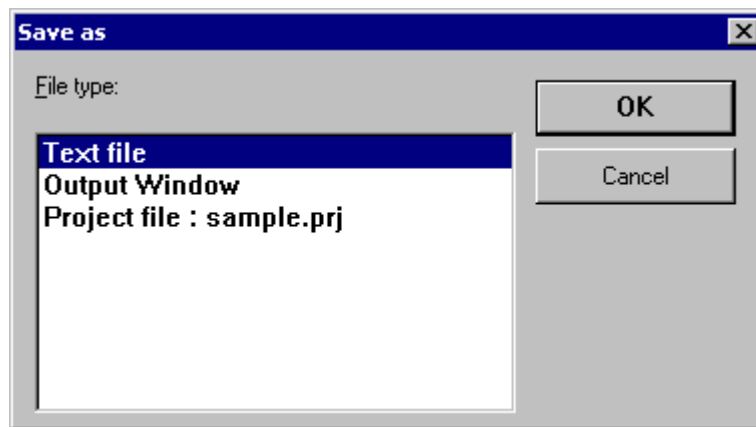 Save as
File type:
OK
Text file
Output Window
Cancel
Project file : sample.prj